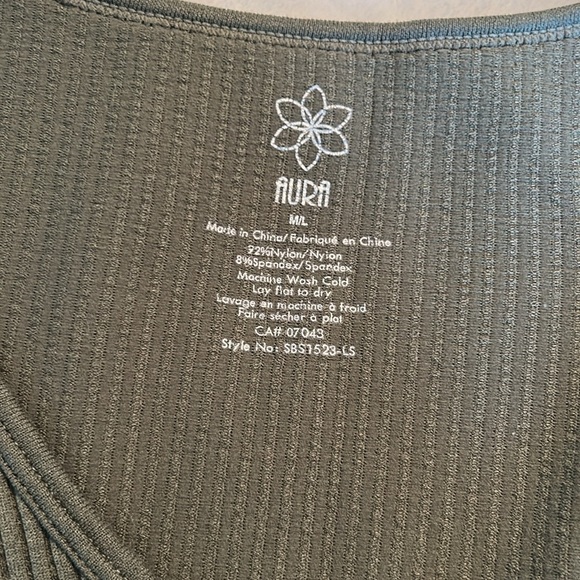 AURA
M/L
Made in China/Fabriqué en Chine
92%Nylon/Nylon
8%Spandex/Spandex
Machine Wash Cold
Lay flat to dry
Lavage en machine à froid
Faire sécher à plat
CA# 07043
Style No: SBS1523-LS